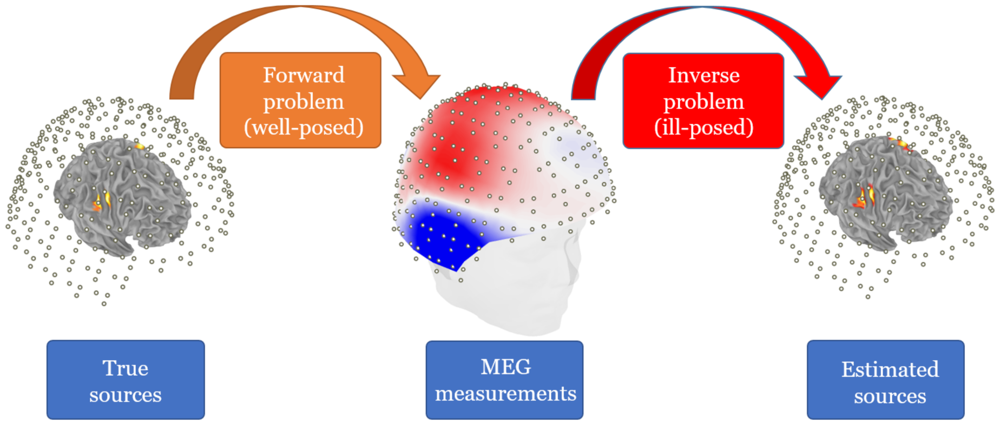 Forward
problem
(well-posed)
Inverse
problem
(ill-posed)
True
sources
MEG
measurements
Estimated
sources